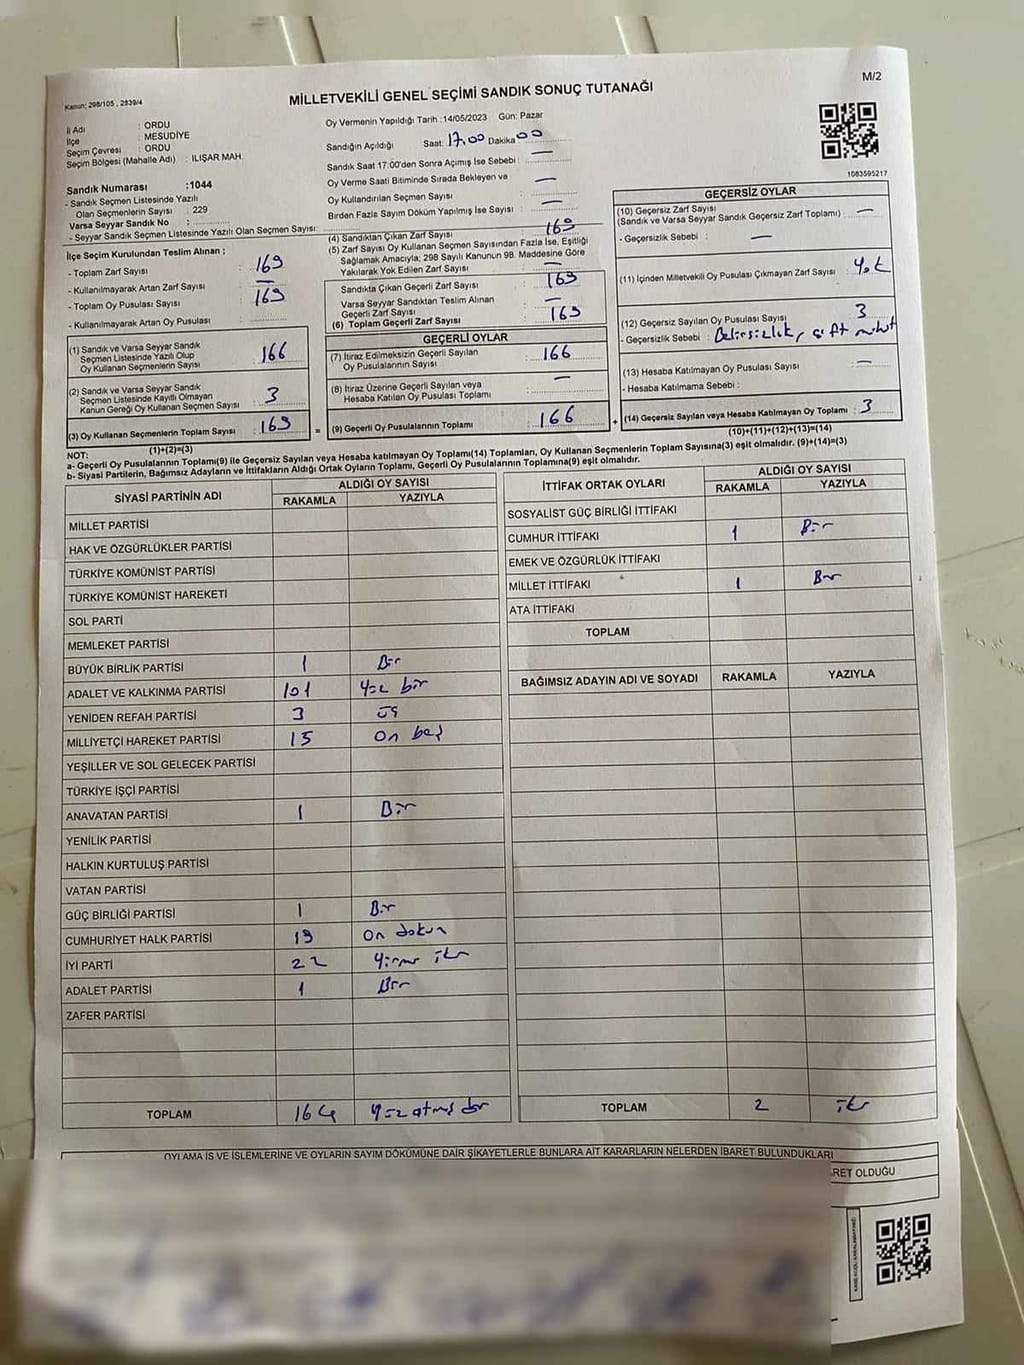 M/2
Kanun; 298/105 , 2839/4
MİLLETVEKİLİ GENEL SEÇİMİ SANDIK SONUÇ TUTANAĞI
İl Adı : ORDU
İlçe : MESUDİYE
Seçim Çevresi : ORDU
Seçim Bölgesi (Mahalle Adı) : ILIŞAR MAH.
Sandık Numarası :1044
- Sandık Seçmen Listesinde Yazılı
Olan Seçmenlerin Sayısı : 229
Varsa Seyyar Sandık No :
- Seyyar Sandık Seçmen Listesinde Yazılı Olan Seçmen Sayısı:
Oy Vermenin Yapıldığı Tarih :14/05/2023 Gün: Pazar
Sandığın Açıldığı Saat: 17.00 Dakika 00
Sandık Saat 17:00'den Sonra Açımış İse Sebebi : —
Oy Verme Saati Bitiminde Sırada Bekleyen ve
Oy Kullandırılan Seçmen Sayısı : —
Birden Fazla Sayım Döküm Yapılmış İse Sayısı : —
1083595217
İlçe Seçim Kurulundan Teslim Alınan :
- Toplam Zarf Sayısı : 169
- Kullanılmayarak Artan Zarf Sayısı : —
- Toplam Oy Pusulası Sayısı : 169
- Kullanılmayarak Artan Oy Pusulası :
(4) Sandıktan Çıkan Zarf Sayısı : 169
(5) Zarf Sayısı Oy Kullanan Seçmen Sayısından Fazla İse, Eşitliği
Sağlamak Amacıyla; 298 Sayılı Kanunun 98. Maddesine Göre
Yakılarak Yok Edilen Zarf Sayısı : —
Sandıkta Çıkan Geçerli Zarf Sayısı : 169
Varsa Seyyar Sandıktan Teslim Alınan
Geçerli Zarf Sayısı : —
(6) Toplam Geçerli Zarf Sayısı : 169
GEÇERSİZ OYLAR
(10) Geçersiz Zarf Sayısı
(Sandık ve Varsa Seyyar Sandık Geçersiz Zarf Toplamı) : —
- Geçersizlik Sebebi : —
(11) İçinden Milletvekili Oy Pusulası Çıkmayan Zarf Sayısı : Yok
(12) Geçersiz Sayılan Oy Pusulası Sayısı : 3
- Geçersizlik Sebebi : Belirsizlik, çift mühür
(13) Hesaba Katılmayan Oy Pusulası Sayısı : —
- Hesaba Katılmama Sebebi :
(14) Geçersiz Sayılan veya Hesaba Katılmayan Oy Toplamı : 3
(10)+(11)+(12)+(13)=(14)
(1) Sandık ve Varsa Seyyar Sandık
Seçmen Listesinde Yazılı Olup
Oy Kullanan Seçmenlerin Sayısı : 166
(2) Sandık ve Varsa Seyyar Sandık
Seçmen Listesinde Kayıtlı Olmayan
Kanun Gereği Oy Kullanan Seçmen Sayısı : 3
(3) Oy Kullanan Seçmenlerin Toplam Sayısı : 169
(1)+(2)=(3)
GEÇERLİ OYLAR
(7) İtiraz Edilmeksizin Geçerli Sayılan
Oy Pusulalarının Sayısı : 166
(8) İtiraz Üzerine Geçerli Sayılan veya
Hesaba Katılan Oy Pusulası Toplamı : —
(9) Geçerli Oy Pusulalarının Toplamı : 166
NOT:
a- Geçerli Oy Pusulalarının Toplamı(9) ile Geçersiz Sayılan veya Hesaba katılmayan Oy Toplamı(14) Toplamları, Oy Kullanan Seçmenlerin Toplam Sayısına(3) eşit olmalıdır. (9)+(14)=(3)
b- Siyasi Partilerin, Bağımsız Adayların ve İttifakların Aldığı Ortak Oyların Toplamı, Geçerli Oy Pusulalarının Toplamına(9) eşit olmalıdır.
SİYASİ PARTİNİN ADI ALDIĞI OY SAYISI
RAKAMLA YAZIYLA
MİLLET PARTİSİ
HAK VE ÖZGÜRLÜKLER PARTİSİ
TÜRKİYE KOMÜNİST PARTİSİ
TÜRKİYE KOMÜNİST HAREKETİ
SOL PARTİ
MEMLEKET PARTİSİ
BÜYÜK BİRLİK PARTİSİ 1 Bir
ADALET VE KALKINMA PARTİSİ 101 Yüz bir
YENİDEN REFAH PARTİSİ 3 üç
MİLLİYETÇİ HAREKET PARTİSİ 15 On beş
YEŞİLLER VE SOL GELECEK PARTİSİ
TÜRKİYE İŞÇİ PARTİSİ
ANAVATAN PARTİSİ 1 Bir
YENİLİK PARTİSİ
HALKIN KURTULUŞ PARTİSİ
VATAN PARTİSİ
GÜÇ BİRLİĞİ PARTİSİ 1 Bir
CUMHURİYET HALK PARTİSİ 19 On dokuz
İYİ PARTİ 22 Yirmi iki
ADALET PARTİSİ 1 Bir
ZAFER PARTİSİ
TOPLAM 164 Yüz atmış dör
İTTİFAK ORTAK OYLARI ALDIĞI OY SAYISI
RAKAMLA YAZIYLA
SOSYALİST GÜÇ BİRLİĞİ İTTİFAKI
CUMHUR İTTİFAKI 1 Bir
EMEK VE ÖZGÜRLÜK İTTİFAKI
MİLLET İTTİFAKI 1 Bir
ATA İTTİFAKI
TOPLAM
BAĞIMSIZ ADAYIN ADI VE SOYADI RAKAMLA YAZIYLA
TOPLAM 2 iki
OYLAMA İŞ VE İŞLEMLERİNE VE OYLARIN SAYIM DÖKÜMÜNE DAİR ŞİKAYETLERLE BUNLARA AİT KARARLARIN NELERDEN İBARET BULUNDUKLARI
RET OLDUĞU